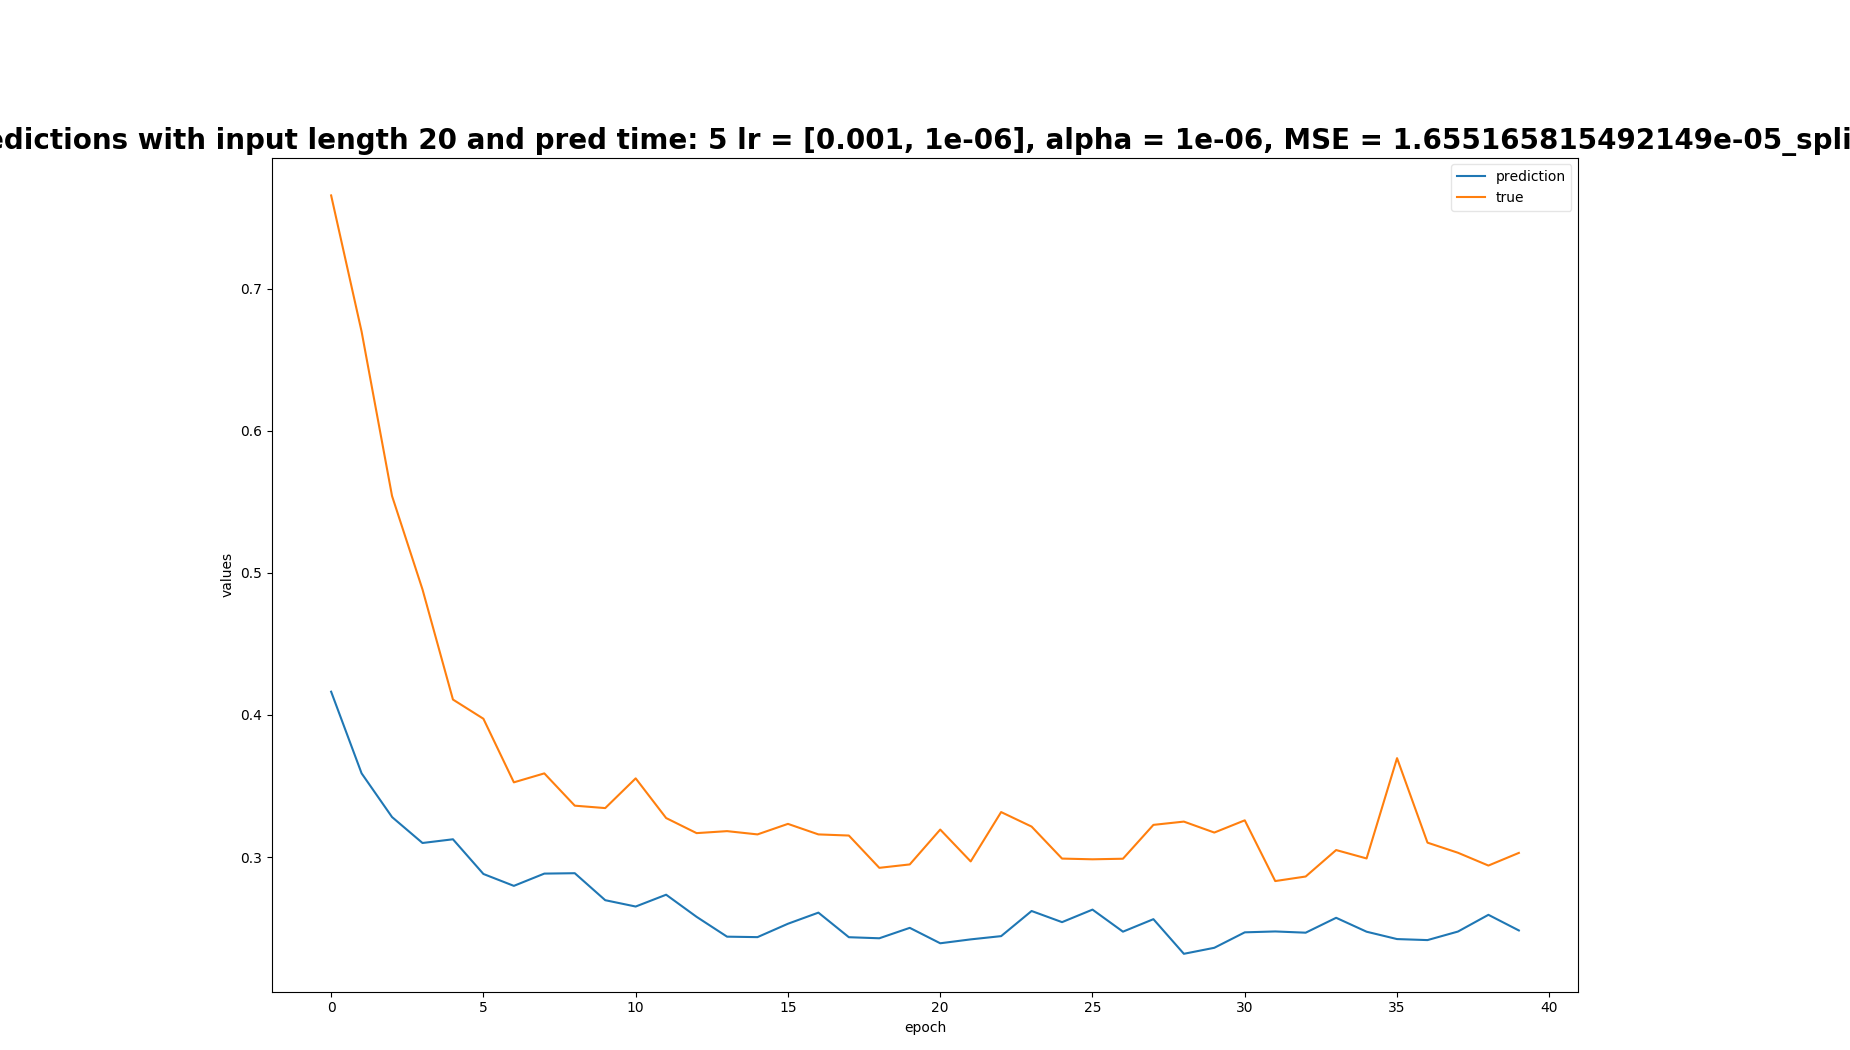 with input length 20 and pred time: 5 lr = [0.001, 1e-06], alpha = 1e-06, MSE = 1.655165815492149e-05_spli
prediction
true
0.7
0.6
0.5
0.4
0.3
values
0 5 10 15 20 25 30 35 40
epoch